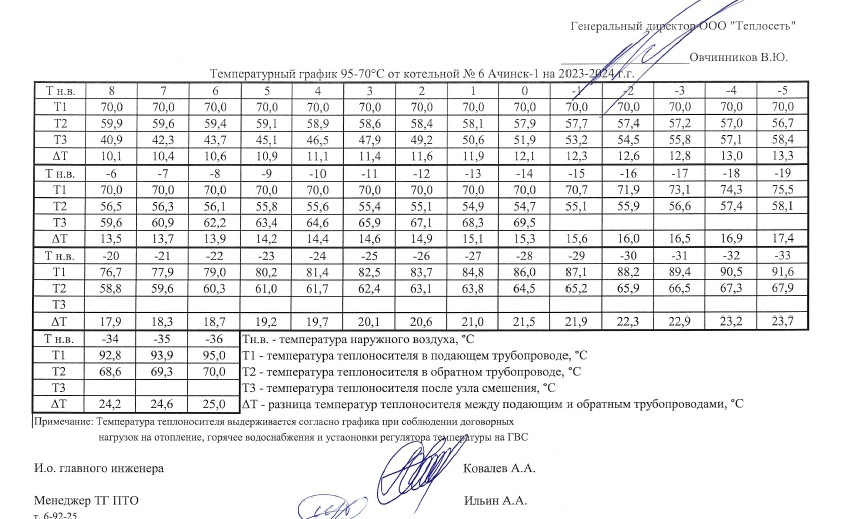 Генеральный директор ООО "Теплосеть"
Овчинников В.Ю.
Температурный график 95-70°С от котельной № 6 Ачинск-1 на 2023-2024 г.г.
Т н.в. 8 7 6 5 4 3 2 1 0 -1 -2 -3 -4 -5
Т1 70,0 70,0 70,0 70,0 70,0 70,0 70,0 70,0 70,0 70,0 70,0 70,0 70,0 70,0
Т2 59,9 59,6 59,4 59,1 58,9 58,6 58,4 58,1 57,9 57,7 57,4 57,2 57,0 56,7
Т3 40,9 42,3 43,7 45,1 46,5 47,9 49,2 50,6 51,9 53,2 54,5 55,8 57,1 58,4
ΔТ 10,1 10,4 10,6 10,9 11,1 11,4 11,6 11,9 12,1 12,3 12,6 12,8 13,0 13,3
Т н.в. -6 -7 -8 -9 -10 -11 -12 -13 -14 -15 -16 -17 -18 -19
Т1 70,0 70,0 70,0 70,0 70,0 70,0 70,0 70,0 70,0 70,7 71,9 73,1 74,3 75,5
Т2 56,5 56,3 56,1 55,8 55,6 55,4 55,1 54,9 54,7 55,1 55,9 56,6 57,4 58,1
Т3 59,6 60,9 62,2 63,4 64,6 65,9 67,1 68,3 69,5
ΔТ 13,5 13,7 13,9 14,2 14,4 14,6 14,9 15,1 15,3 15,6 16,0 16,5 16,9 17,4
Т н.в. -20 -21 -22 -23 -24 -25 -26 -27 -28 -29 -30 -31 -32 -33
Т1 76,7 77,9 79,0 80,2 81,4 82,5 83,7 84,8 86,0 87,1 88,2 89,4 90,5 91,6
Т2 58,8 59,6 60,3 61,0 61,7 62,4 63,1 63,8 64,5 65,2 65,9 66,5 67,3 67,9
Т3
ΔТ 17,9 18,3 18,7 19,2 19,7 20,1 20,6 21,0 21,5 21,9 22,3 22,9 23,2 23,7
Т н.в. -34 -35 -36 Тн.в. - температура наружного воздуха, °С
Т1 92,8 93,9 95,0 Т1 - температура теплоносителя в подающем трубопроводе, °С
Т2 68,6 69,3 70,0 Т2 - температура теплоносителя в обратном трубопроводе, °С
Т3 Т3 - температура теплоносителя после узла смешения, °С
ΔТ 24,2 24,6 25,0 ΔТ - разница температур теплоносителя между подающим и обратным трубопроводами, °С
Примечание: Температура теплоносителя выдерживается согласно графика при соблюдении договорных
нагрузок на отопление, горячее водоснабжения и устаоновки регулятора температуры на ГВС
И.о. главного инженера Ковалев А.А.
Менеджер ТГ ПТО Ильин А.А.
т. 6-92-25